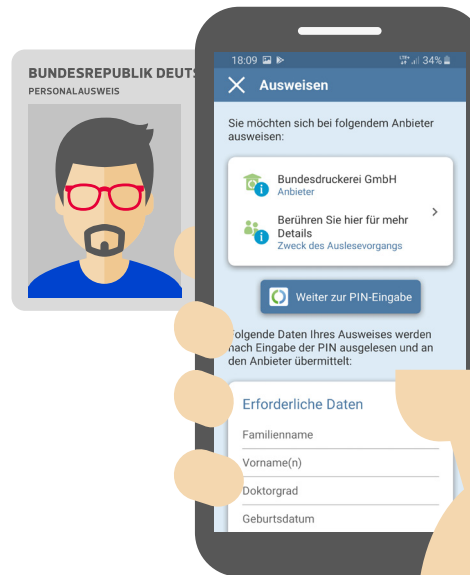 BUNDESREPUBLIK DEUTS
PERSONALAUSWEIS
18:09 34%
Ausweisen
Sie möchten sich bei folgendem Anbieter
ausweisen:
Bundesdruckerei GmbH
Anbieter
Berühren Sie hier für mehr
Details
Zweck des Auslesevorgangs
Weiter zur PIN-Eingabe
olgende Daten Ihres Ausweises werden
nach Eingabe der PIN ausgelesen und an
den Anbieter übermittelt:
Erforderliche Daten
Familienname
Vorname(n)
Doktorgrad
Geburtsdatum